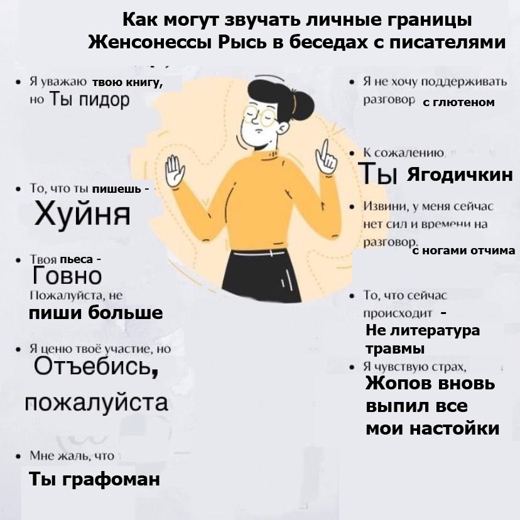 Как могут звучать личные границы
Женсонессы Рысь в беседах с писателями
• Я уважаю твою книгу,
но Ты пидор
• То, что ты пишешь -
Хуйня
• Твоя пьеса -
Говно
Пожалуйста, не
пиши больше
• Я ценю твоё участие, но
Отъебись,
пожалуйста
• Мне жаль, что
Ты графоман
• Я не хочу поддерживать
разговор с глютеном
• К сожалению
Ты Ягодичкин
• Извини, у меня сейчас
нет сил и времени на
разговор.
с ногами отчима
• То, что сейчас
происходит -
Не литература
травмы
• Я чувствую страх,
Жопов вновь
выпил все
мои настойки